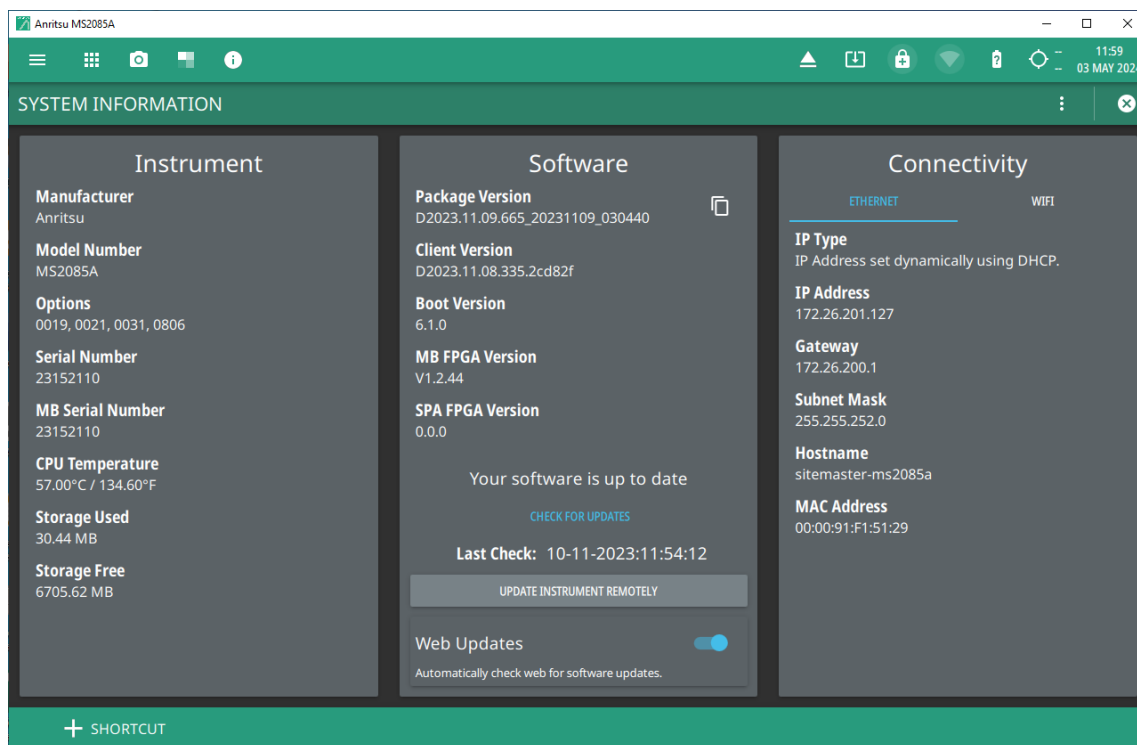 Anritsu MS2085A
11:59
03 MAY 202
SYSTEM INFORMATION
Instrument
Manufacturer
Anritsu
Model Number
MS2085A
Options
0019, 0021, 0031, 0806
Serial Number
23152110
MB Serial Number
23152110
CPU Temperature
57.00°C / 134.60°F
Storage Used
30.44 MB
Storage Free
6705.62 MB
Software
Package Version
D2023.11.09.665_20231109_030440
Client Version
D2023.11.08.335.2cd82f
Boot Version
6.1.0
MB FPGA Version
V1.2.44
SPA FPGA Version
0.0.0
Your software is up to date
CHECK FOR UPDATES
Last Check: 10-11-2023:11:54:12
UPDATE INSTRUMENT REMOTELY
Web Updates
Automatically check web for software updates.
Connectivity
ETHERNET WIFI
IP Type
IP Address set dynamically using DHCP.
IP Address
172.26.201.127
Gateway
172.26.200.1
Subnet Mask
255.255.252.0
Hostname
sitemaster-ms2085a
MAC Address
00:00:91:F1:51:29
SHORTCUT